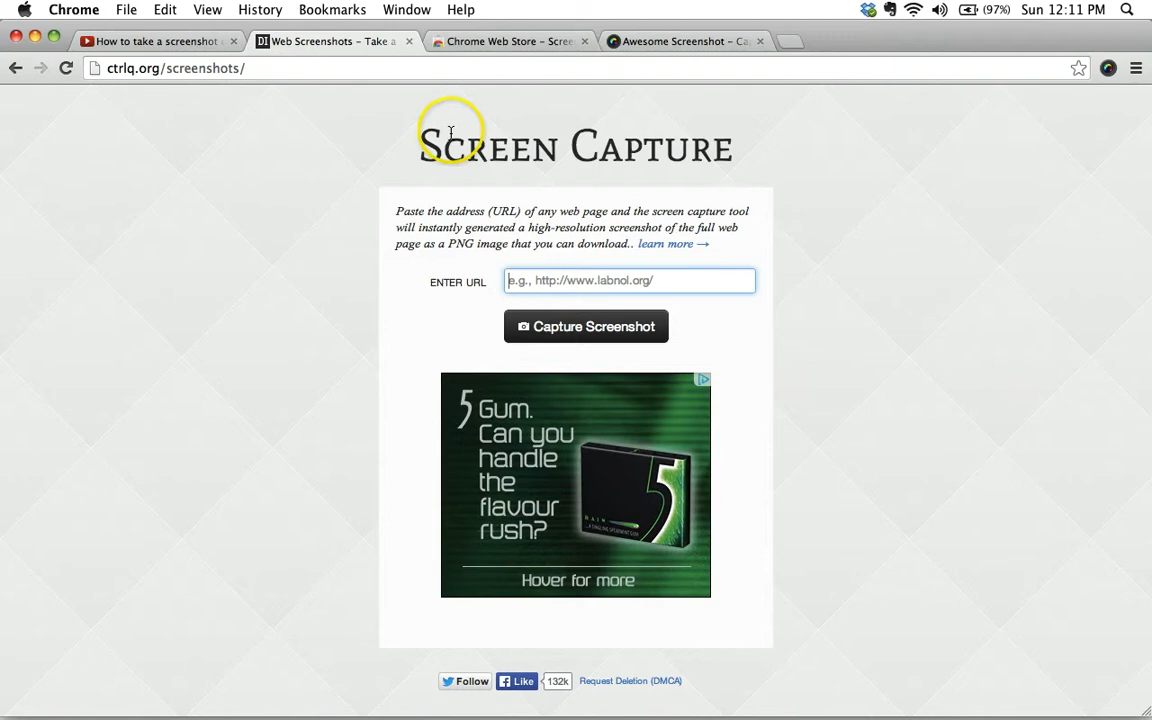 Chrome File Edit View History Bookmarks Window Help (97%) Sun 12:11 PM
How to take a screenshot DI Web Screenshots – Take a Chrome Web Store – Scree Awesome Screenshot – Ca
ctrlq.org/screenshots/
SCREEN CAPTURE
Paste the address (URL) of any web page and the screen capture tool
will instantly generated a high-resolution screenshot of the full web
page as a PNG image that you can download.. learn more →
ENTER URL e.g., http://www.labnol.org/
Capture Screenshot
5 Gum.
Can you
handle
the
flavour
rush?
5
RAIN
Hover for more
Follow Like 132k Request Deletion (DMCA)